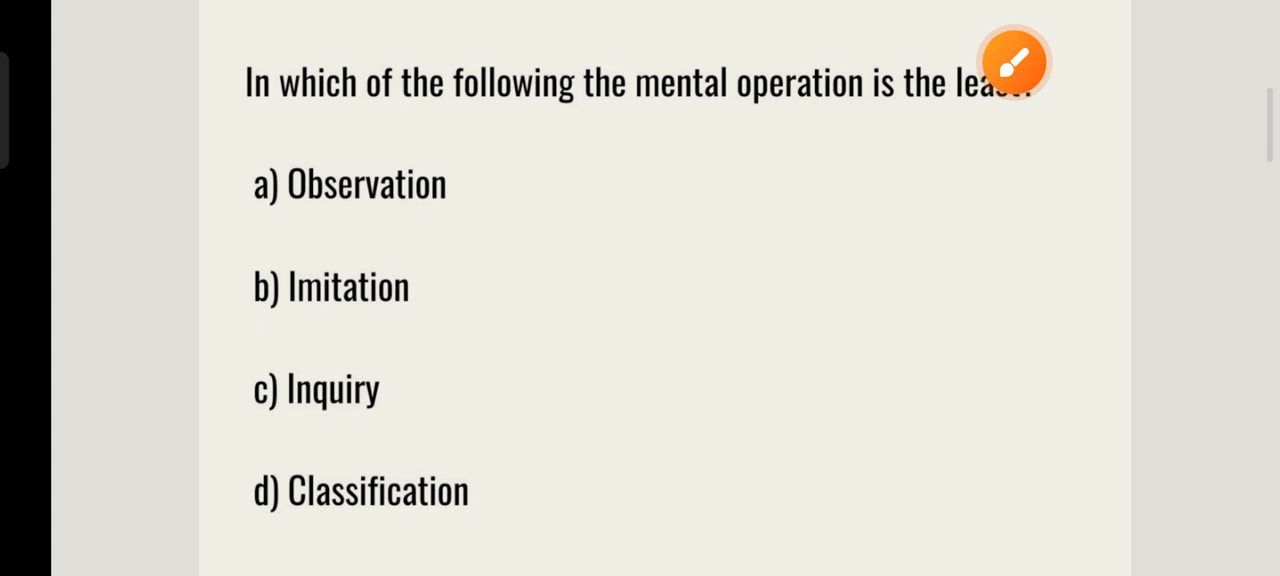 In which of the following the mental operation is the
a) Observation
b) Imitation
c) Inquiry
d) Classification